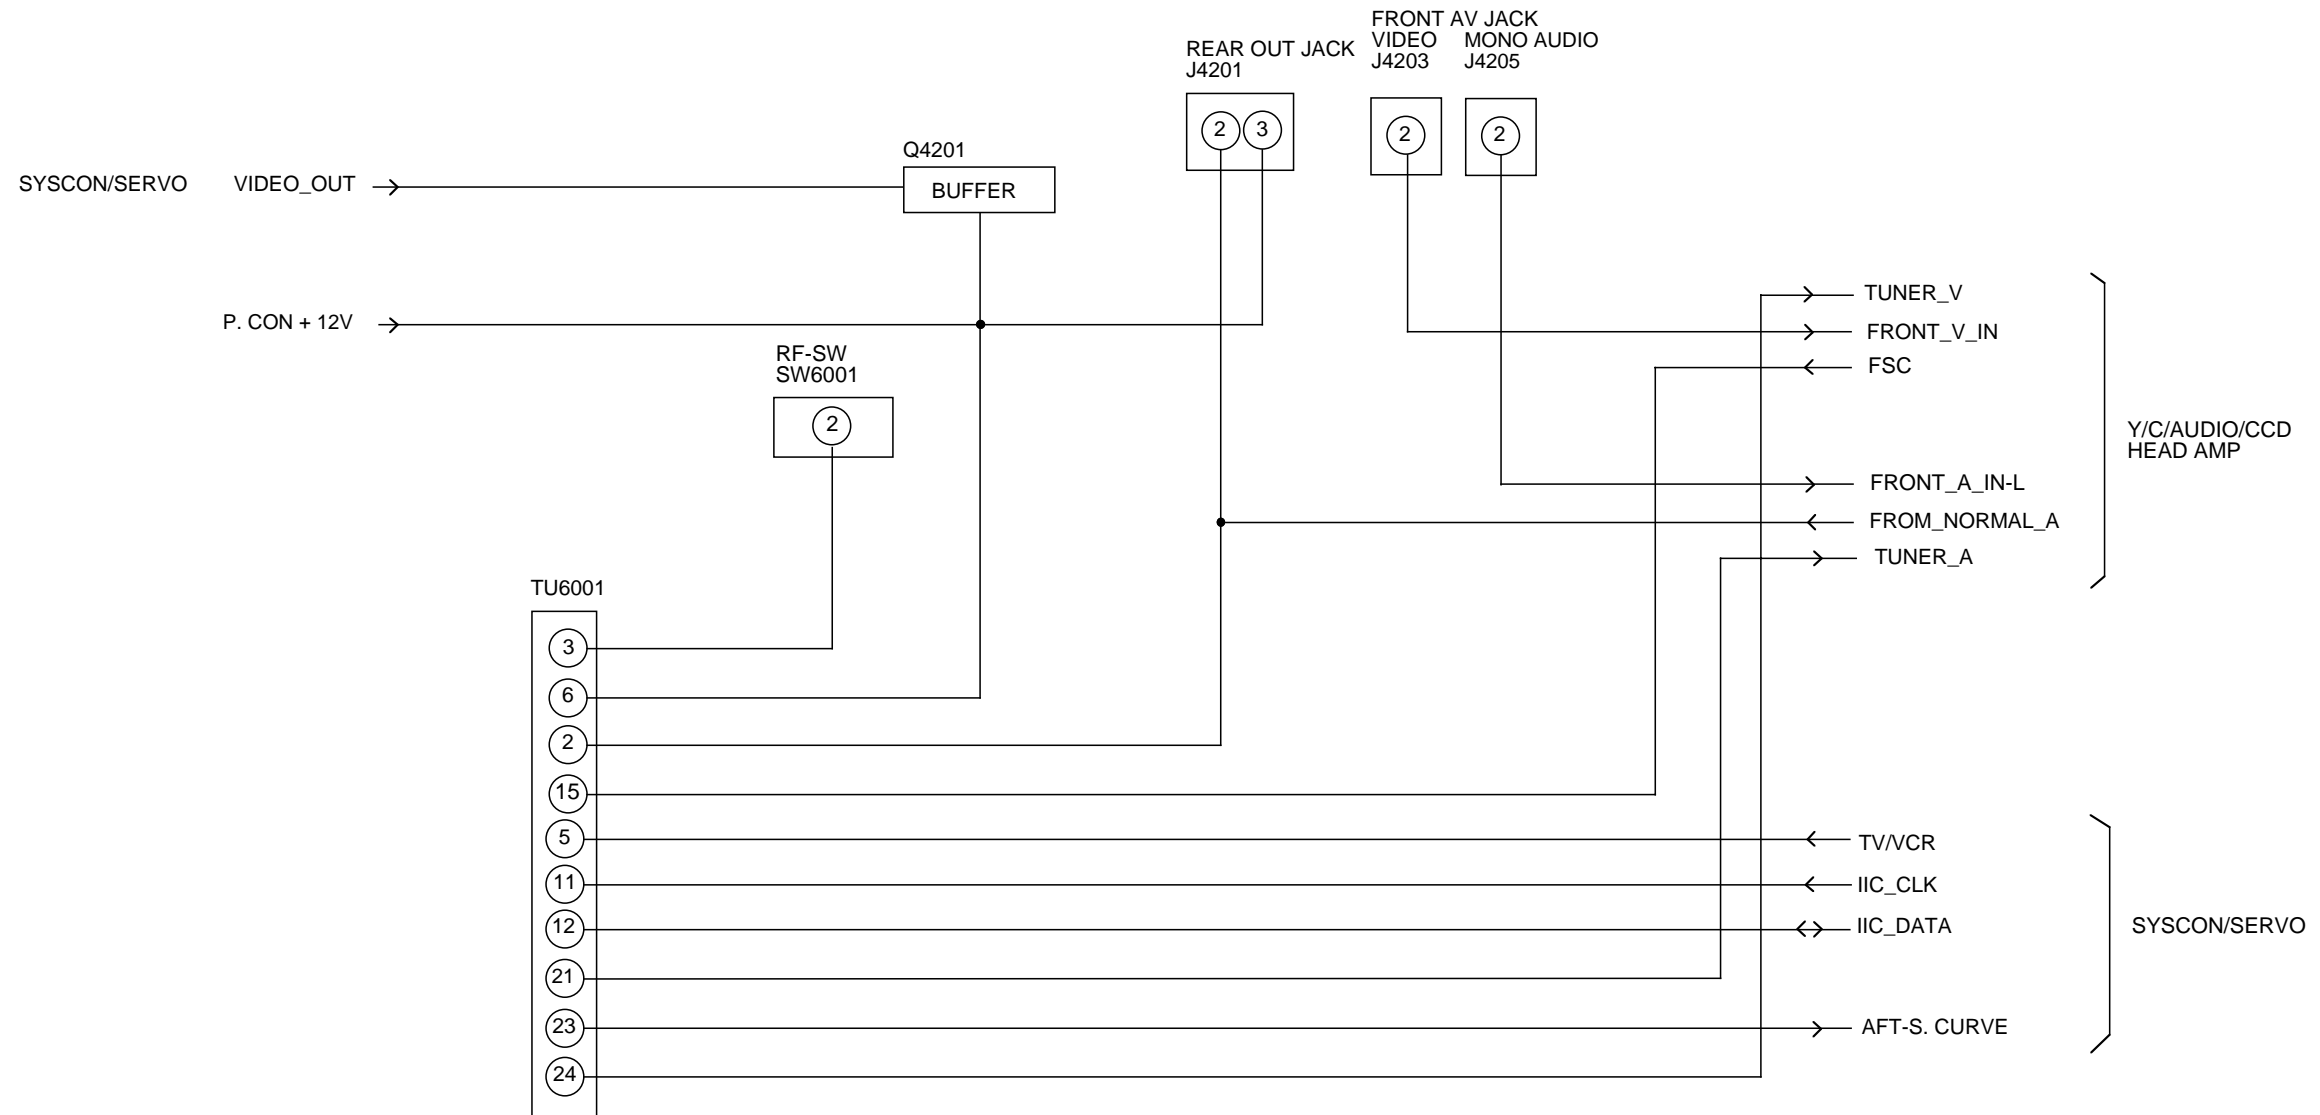 FRONT AV JACK
REAR OUT JACK
J4201
VIDEO
J4203
MONO AUDIO
J4205
2
3
2
2
Q4201
BUFFER
SYSCON/SERVO
VIDEO_OUT
P. CON + 12V
RF-SW
SW6001
2
TUNER_V
FRONT_V_IN
FSC
FRONT_A_IN-L
FROM_NORMAL_A
TUNER_A
Y/C/AUDIO/CCD
HEAD AMP
TU6001
3
6
2
15
5
11
12
21
23
24
TV/VCR
IIC_CLK
IIC_DATA
AFT-S. CURVE
SYSCON/SERVO